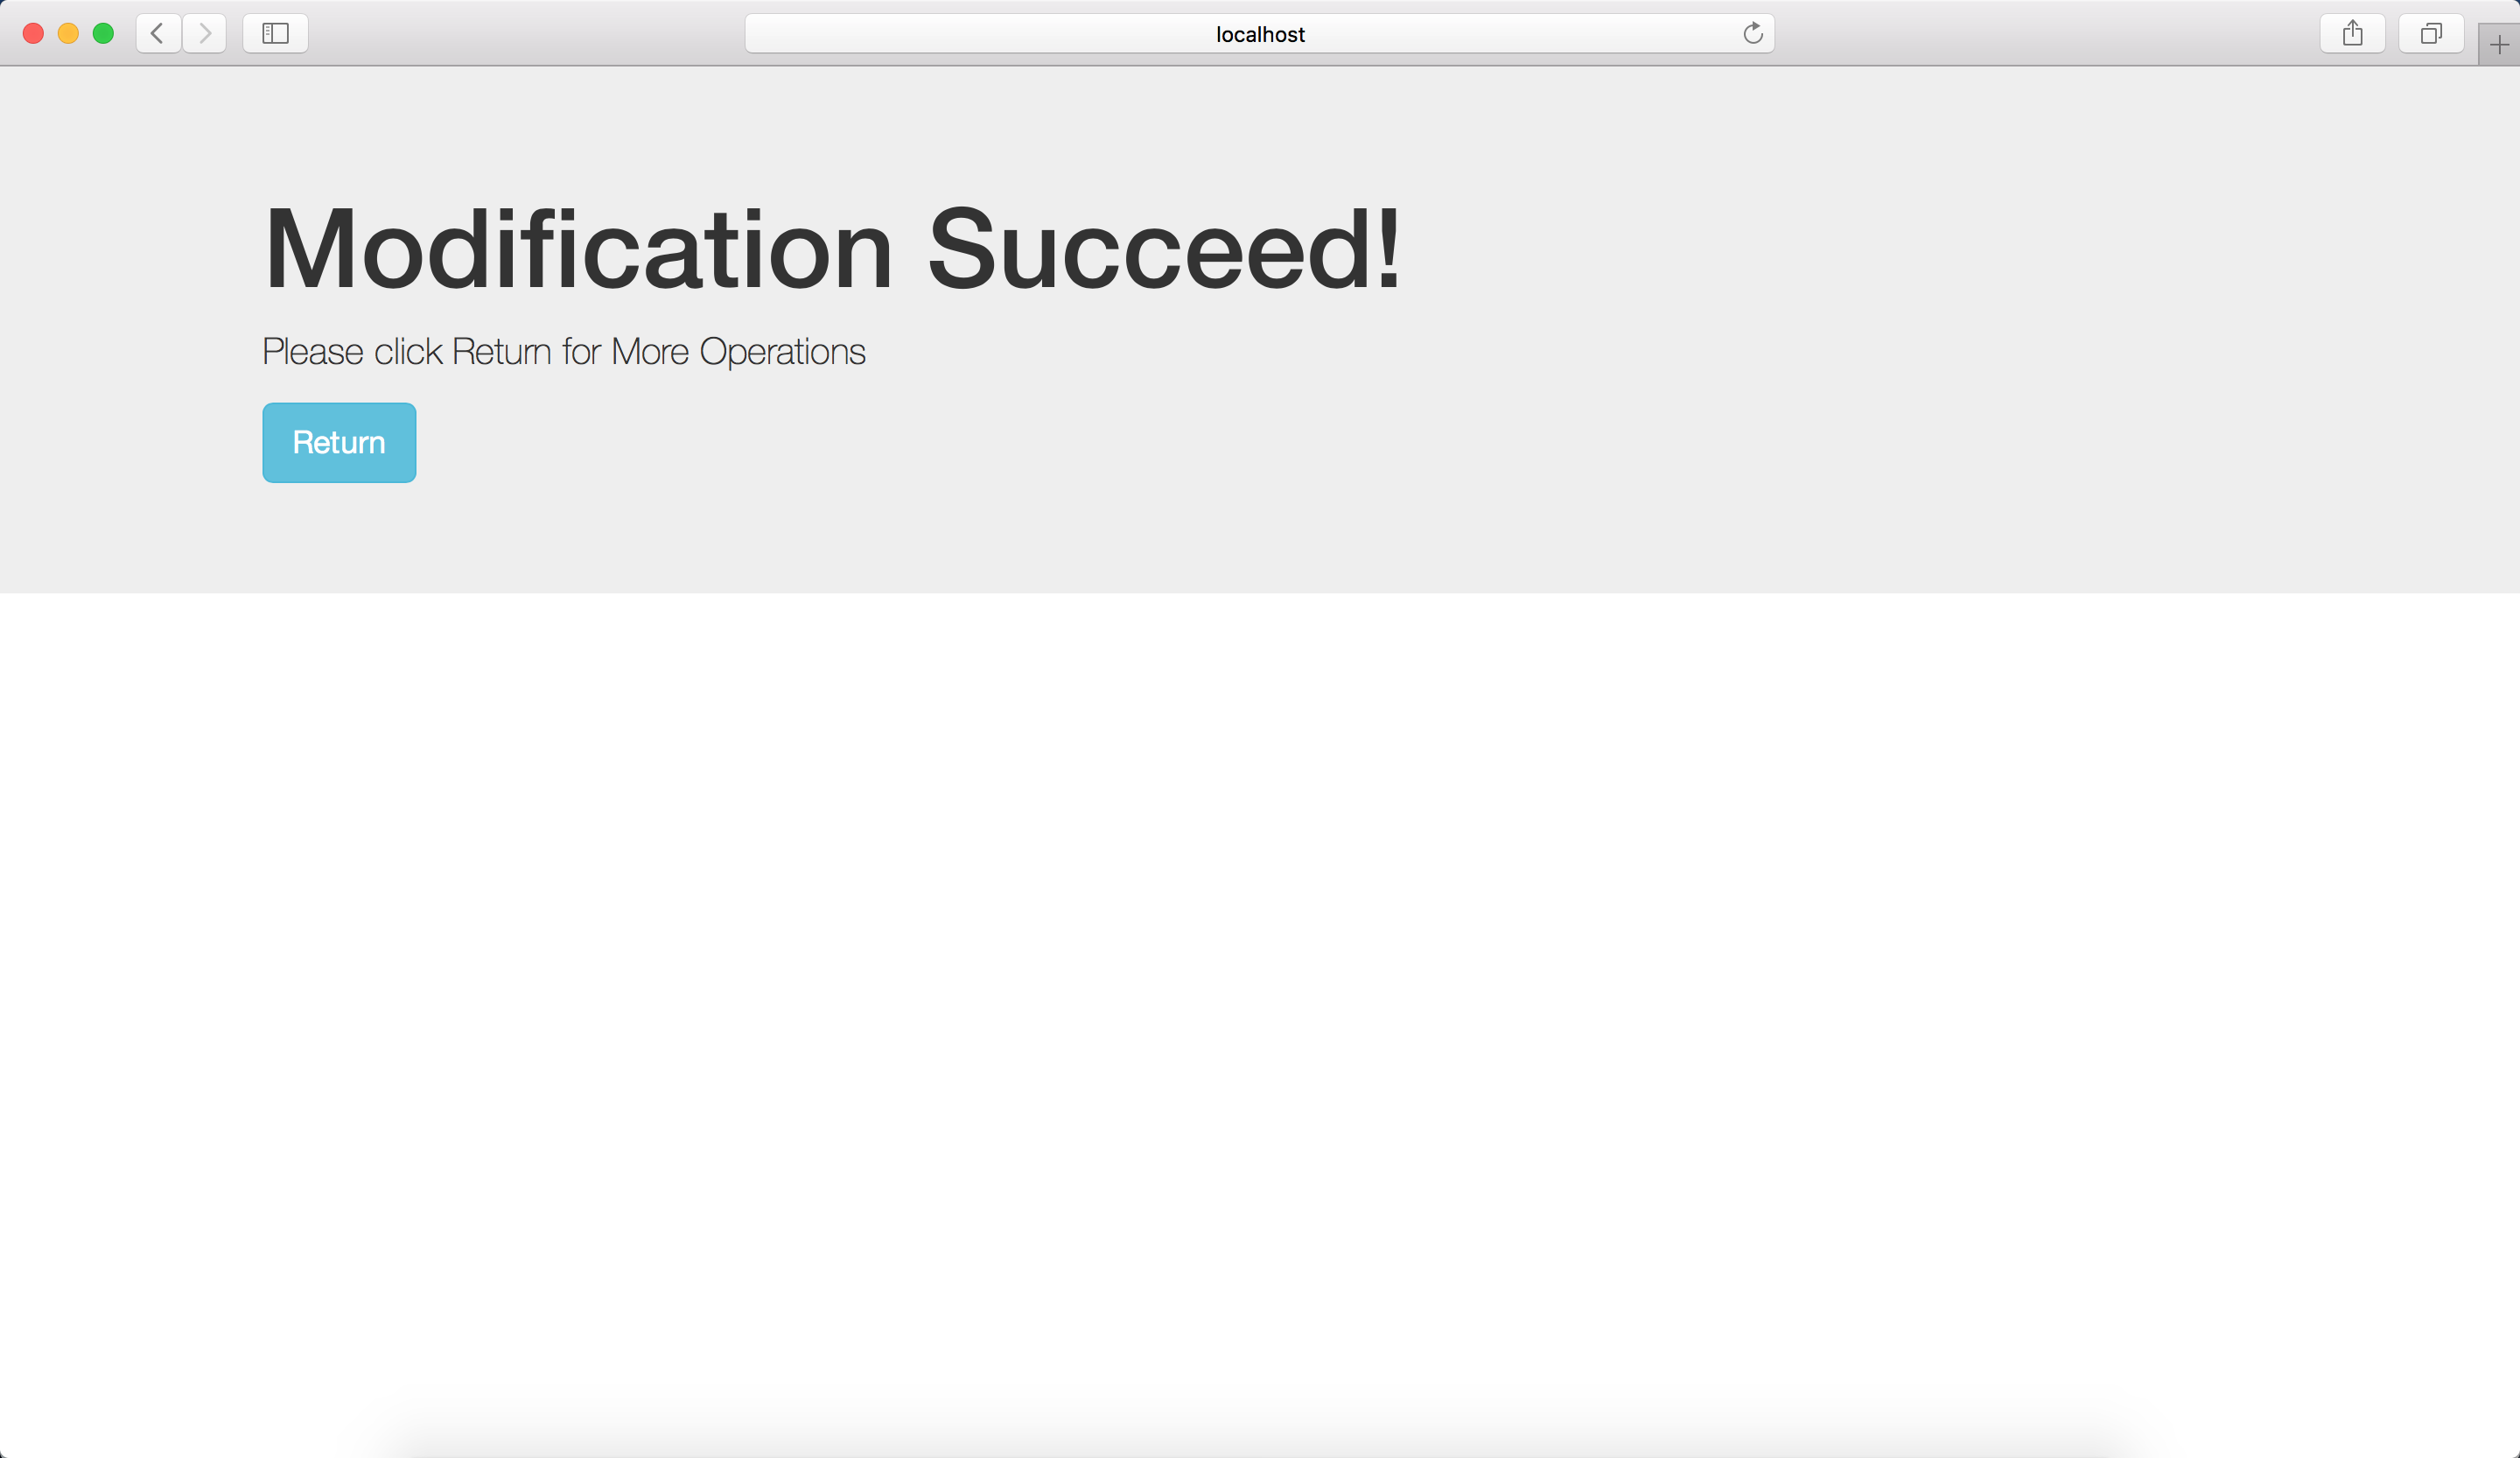 localhost
Modification Succeed!
Please click Return for More Operations
Return